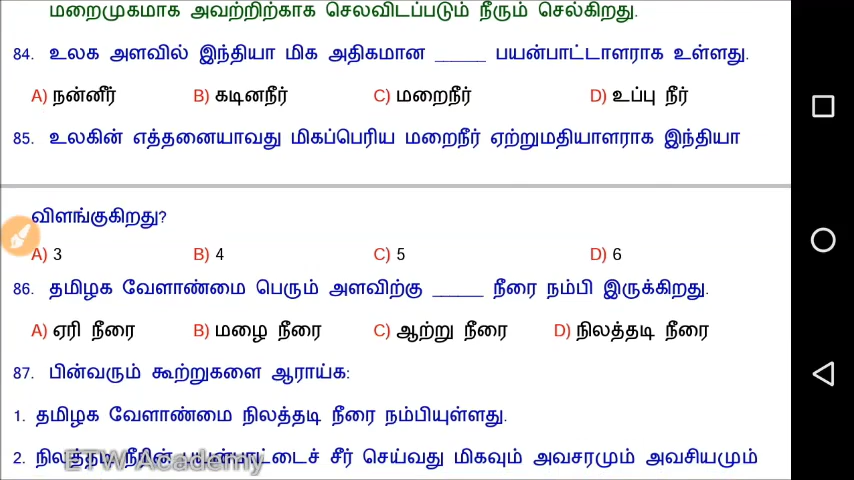 மறைமுகமாக அவற்றிற்காக செலவிடப்படும் நீரும் செல்கிறது.
84. உலக அளவில் இந்தியா மிக அதிகமான ______ பயன்பாட்டாளராக உள்ளது.
A) நன்னீர் B) கடினநீர் C) மறைநீர் D) உப்பு நீர்
85. உலகின் எத்தனையாவது மிகப்பெரிய மறைநீர் ஏற்றுமதியாளராக இந்தியா
விளங்குகிறது?
A) 3 B) 4 C) 5 D) 6
86. தமிழக வேளாண்மை பெரும் அளவிற்கு ______ நீரை நம்பி இருக்கிறது.
A) ஏரி நீரை B) மழை நீரை C) ஆற்று நீரை D) நிலத்தடி நீரை
87. பின்வரும் கூற்றுகளை ஆராய்க:
1. தமிழக வேளாண்மை நிலத்தடி நீரை நம்பியுள்ளது.
2. நிலத்தடி நீரின் பயன்பாட்டைச் சீர் செய்வது மிகவும் அவசரமும் அவசியமும்
ETW Academy